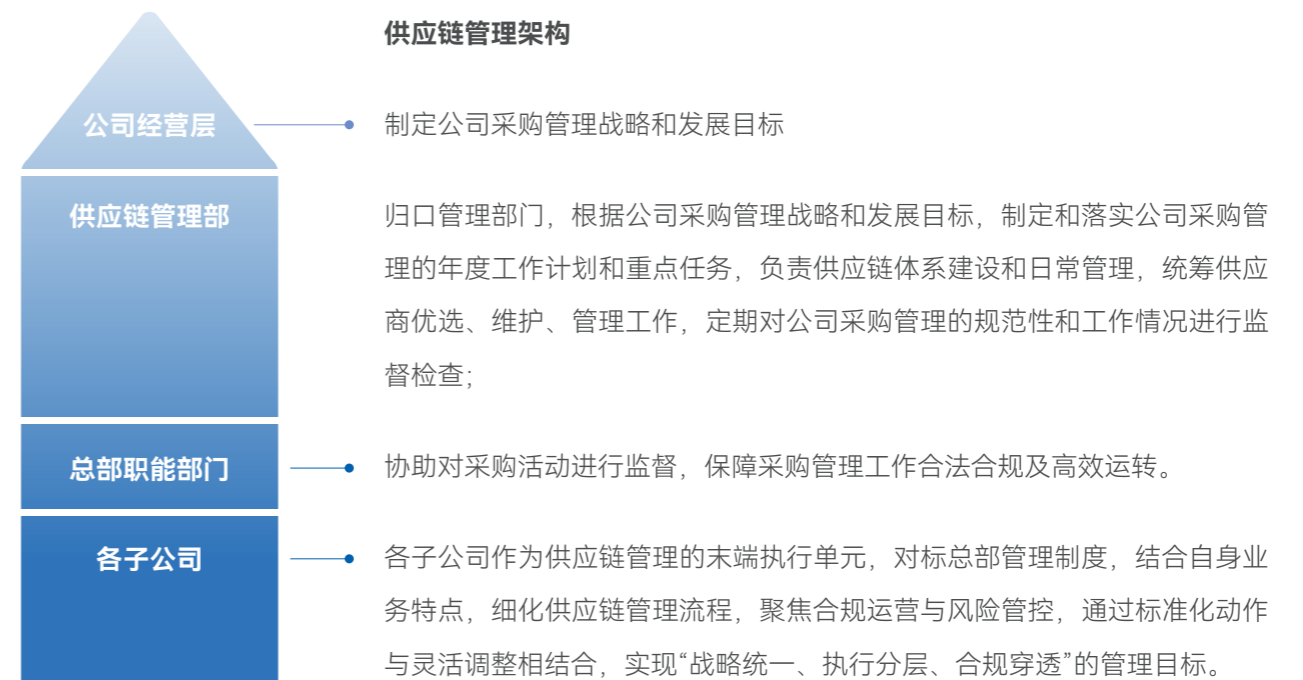 供应链管理架构
公司经营层
制定公司采购管理战略和发展目标
供应链管理部
归口管理部门，根据公司采购管理战略和发展目标，制定和落实公司采购管
理的年度工作计划和重点任务，负责供应链体系建设和日常管理，统筹供应
商优选、维护、管理工作，定期对公司采购管理的规范性和工作情况进行监
督检查；
总部职能部门
协助对采购活动进行监督，保障采购管理工作合法合规及高效运转。
各子公司
各子公司作为供应链管理的末端执行单元，对标总部管理制度，结合自身业
务特点，细化供应链管理流程，聚焦合规运营与风险管控，通过标准化动作
与灵活调整相结合，实现“战略统一、执行分层、合规穿透”的管理目标。